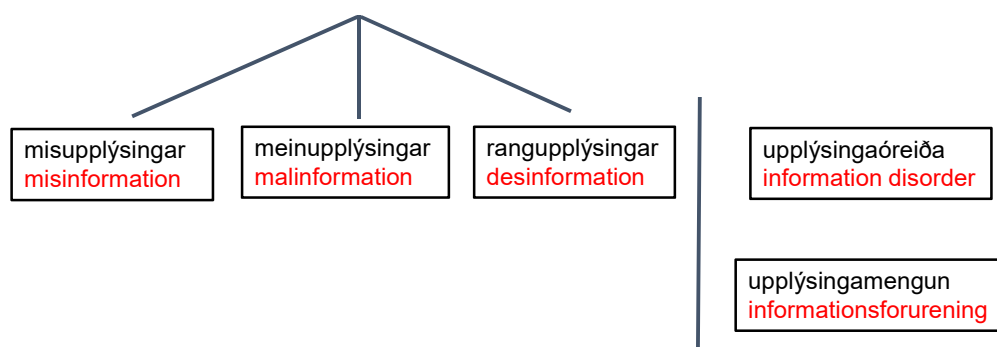 misupplýsingar
misinformation
meinupplýsingar
malinformation
rangupplýsingar
desinformation
upplýsingaóreiða
information disorder
upplýsingamengun
informationsforurening